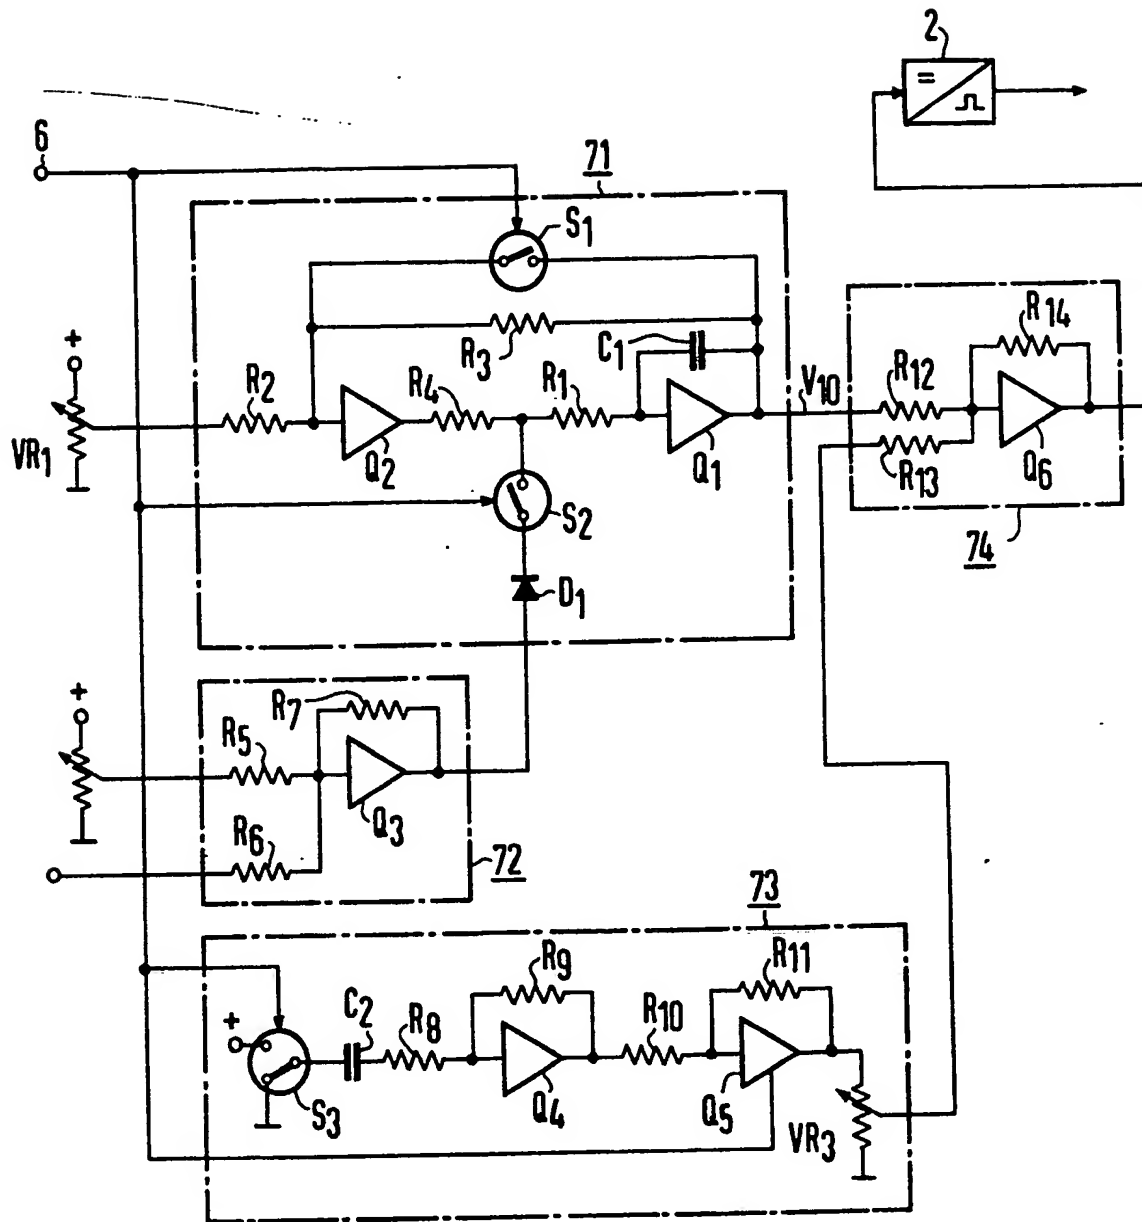 2
=
6
71
S1
+
R3
C1
R14
R2
R4
R1
V10
R12
VR1
Q2
Q1
R13
Q6
S2
74
D1
+
R7
R5
Q3
R6
72
73
R9
R11
+
C2
R8
R10
S3
Q4
Q5
VR3